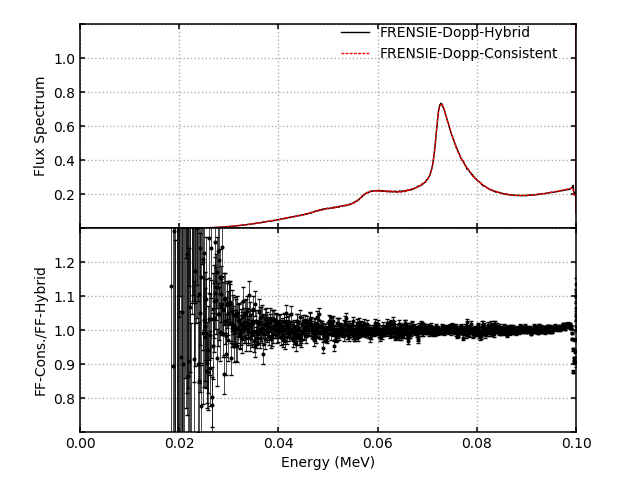 FRENSIE-Dopp-Hybrid
FRENSIE-Dopp-Consistent
1.0
0.8
0.6
0.4
0.2
Flux Spectrum
1.2
1.1
1.0
0.9
0.8
FF-Cons./FF-Hybrid
0.00 0.02 0.04 0.06 0.08 0.10
Energy (MeV)